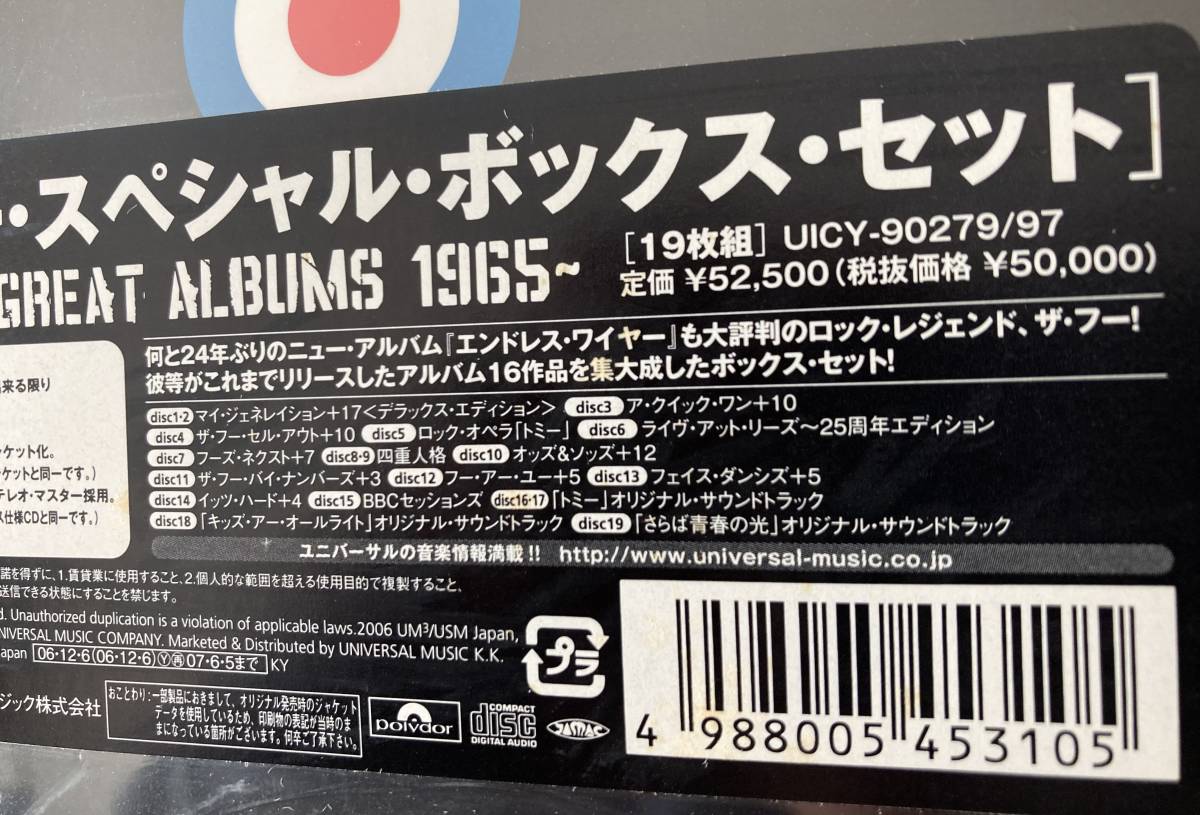 ・スペシャル・ボックス・セット]
GREAT ALBUMS 1965~
[19枚組] UICY-90279/97
定価 ¥52,500(税抜価格 ¥50,000)
何と24年ぶりのニュー・アルバム『エンドレス・ワイヤー』も大評判のロック・レジェンド、ザ・フー!
彼等がこれまでリリースしたアルバム16作品を集大成したボックス・セット!
disc1・2 マイ・ジェネレイション+17<デラックス・エディション> disc3 ア・クイック・ワン+10
disc4 ザ・フー・セル・アウト+10 disc5 ロック・オペラ「トミー」 disc6 ライヴ・アット・リーズ~25周年エディション
disc7 フーズ・ネクスト+7 disc8・9 四重人格 disc10 オッズ&ソッズ+12
disc11 ザ・フー・バイ・ナンバーズ+3 disc12 フー・アー・ユー+5 disc13 フェイス・ダンシズ+5
disc14 イッツ・ハード+4 disc15 BBCセッションズ disc16・17 「トミー」オリジナル・サウンドトラック
disc18 「キッズ・アー・オールライト」オリジナル・サウンドトラック disc19 「さらば青春の光」オリジナル・サウンドトラック
ユニバーサルの音楽情報満載!! http://www.universal-music.co.jp
来る限り
ケット化。
ケットと同一です。)
テレオ・マスター採用。
ス仕様CDと同一です。)
諾を得ずに、1.賃貸業に使用すること、2.個人的な範囲を超える使用目的で複製すること、
送信できる状態にすることを禁じます。
d. Unauthorized duplication is a violation of applicable laws.2006 UM³/USM Japan,
NIVERSAL MUSIC COMPANY. Marketed & Distributed by UNIVERSAL MUSIC K.K.
apan 06・12・6(06・12・6)Ⓨ㊢07・6・5まで KY
ジック株式会社
おことわり:一部製品におきまして、オリジナル発売時のジャケット
データを使用しているため、印刷物の表記が当時のま
まになっている箇所がございます。何卒ご了承下さい。
polydor
COMPACT
disc
DIGITAL AUDIO
JASRAC
プラ
4 988005 453105